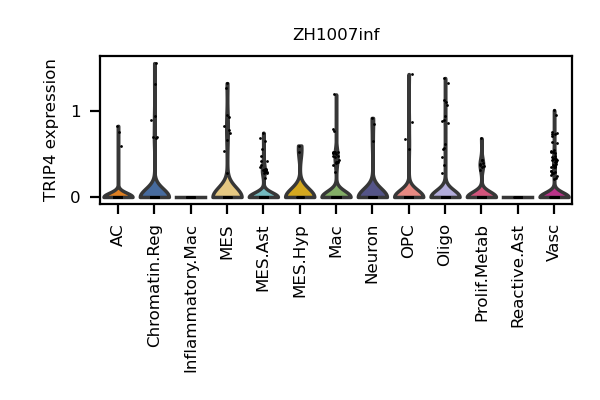 ZH1007inf
TRIP4 expression
1
0
AC
Chromatin.Reg
Inflammatory.Mac
MES
MES.Ast
MES.Hyp
Mac
Neuron
OPC
Oligo
Prolif.Metab
Reactive.Ast
Vasc